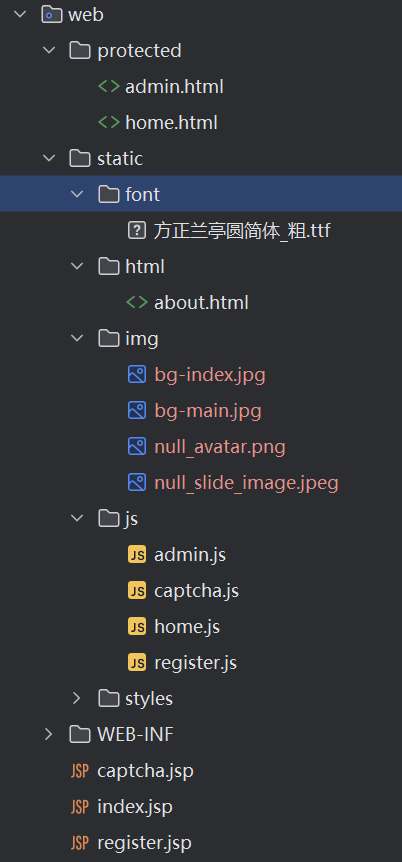 web
protected
admin.html
home.html
static
font
方正兰亭圆简体_粗.ttf
html
about.html
img
bg-index.jpg
bg-main.jpg
null_avatar.png
null_slide_image.jpeg
js
JS admin.js
JS captcha.js
JS home.js
JS register.js
styles
WEB-INF
JSP captcha.jsp
JSP index.jsp
JSP register.jsp